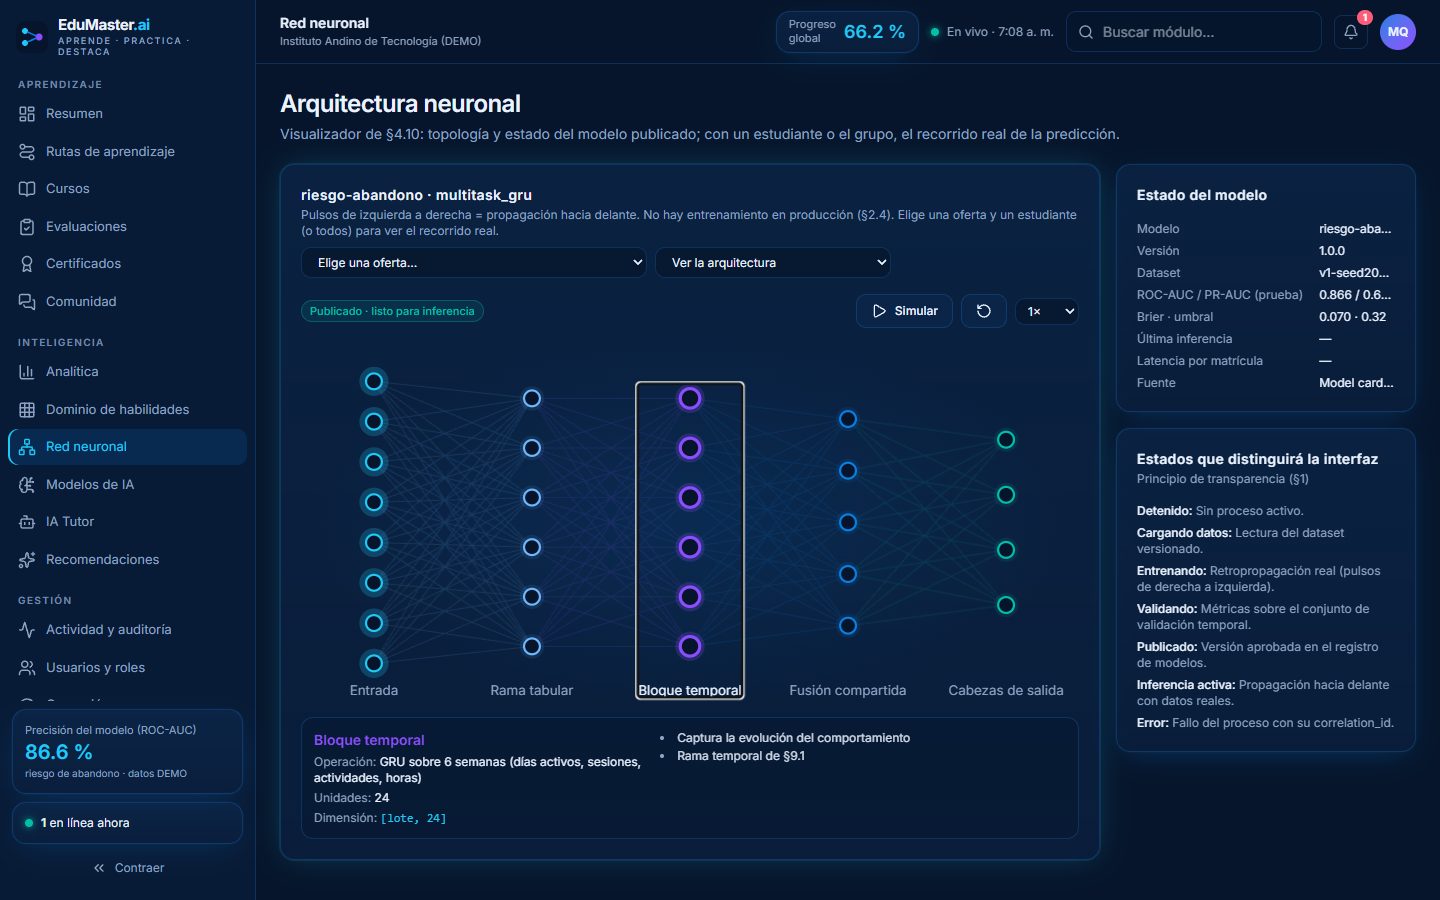 EduMaster.ai
APRENDE · PRACTICA ·
DESTACA
APRENDIZAJE
Resumen
Rutas de aprendizaje
Cursos
Evaluaciones
Certificados
Comunidad
INTELIGENCIA
Analítica
Dominio de habilidades
Red neuronal
Modelos de IA
IA Tutor
Recomendaciones
GESTIÓN
Actividad y auditoría
Usuarios y roles
Precisión del modelo (ROC-AUC)
86.6 %
riesgo de abandono · datos DEMO
1 en línea ahora
Contraer
Red neuronal
Instituto Andino de Tecnología (DEMO)
Progreso
global
66.2 %
En vivo · 7:08 a. m.
Buscar módulo...
1
MQ
Arquitectura neuronal
Visualizador de §4.10: topología y estado del modelo publicado; con un estudiante o el grupo, el recorrido real de la predicción.
riesgo-abandono · multitask_gru
Pulsos de izquierda a derecha = propagación hacia delante. No hay entrenamiento en producción (§2.4). Elige una oferta y un estudiante
(o todos) para ver el recorrido real.
Elige una oferta...
Ver la arquitectura
Publicado · listo para inferencia
Simular
1×
Entrada
Rama tabular
Bloque temporal
Fusión compartida
Cabezas de salida
Bloque temporal
Operación: GRU sobre 6 semanas (días activos, sesiones,
actividades, horas)
Unidades: 24
Dimensión: [lote, 24]
Captura la evolución del comportamiento
Rama temporal de §9.1
Estado del modelo
Modelo riesgo-aba...
Versión 1.0.0
Dataset v1-seed20...
ROC-AUC / PR-AUC (prueba) 0.866 / 0.6...
Brier · umbral 0.070 · 0.32
Última inferencia —
Latencia por matrícula —
Fuente Model card...
Estados que distinguirá la interfaz
Principio de transparencia (§1)
Detenido: Sin proceso activo.
Cargando datos: Lectura del dataset
versionado.
Entrenando: Retropropagación real (pulsos
de derecha a izquierda).
Validando: Métricas sobre el conjunto de
validación temporal.
Publicado: Versión aprobada en el registro
de modelos.
Inferencia activa: Propagación hacia delante
con datos reales.
Error: Fallo del proceso con su correlation_id.